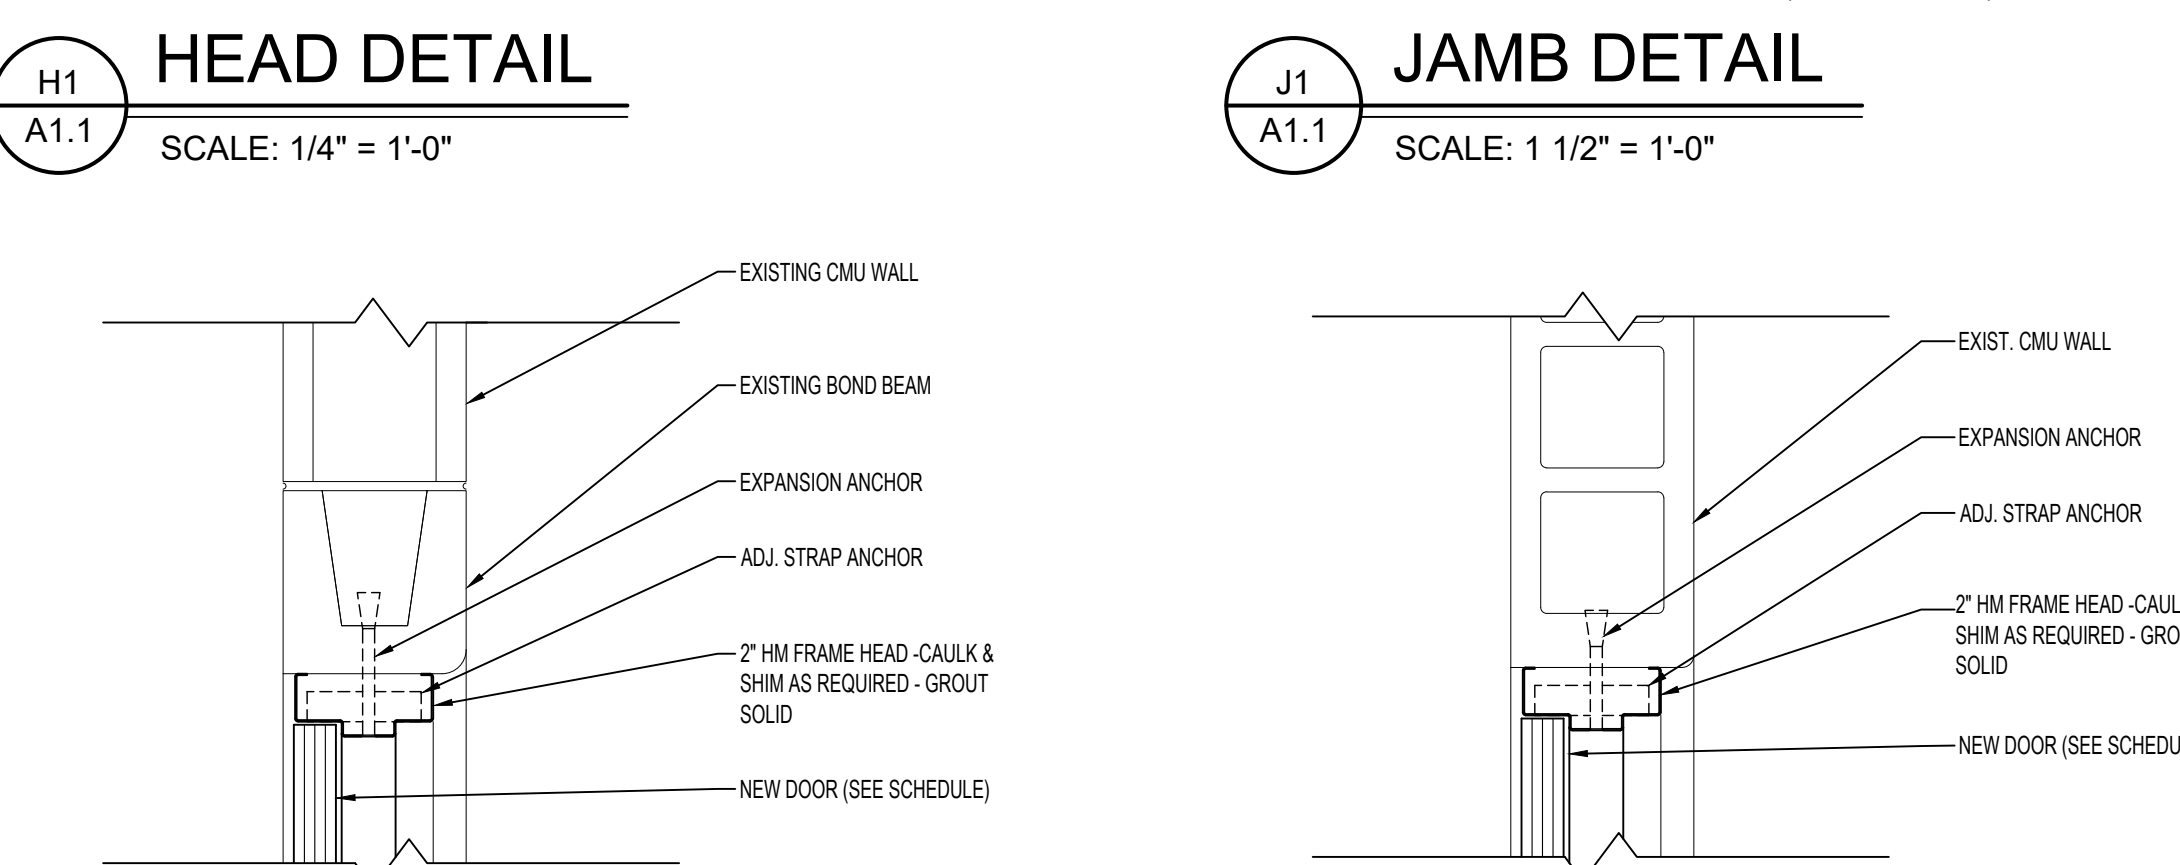 H1
A1.1
HEAD DETAIL
SCALE: 1/4" = 1'-0"
EXISTING CMU WALL
EXISTING BOND BEAM
EXPANSION ANCHOR
ADJ. STRAP ANCHOR
2" HM FRAME HEAD -CAULK &
SHIM AS REQUIRED - GROUT
SOLID
NEW DOOR (SEE SCHEDULE)
J1
A1.1
JAMB DETAIL
SCALE: 1 1/2" = 1'-0"
EXIST. CMU WALL
EXPANSION ANCHOR
ADJ. STRAP ANCHOR
2" HM FRAME HEAD -CAUL
SHIM AS REQUIRED - GRO
SOLID
NEW DOOR (SEE SCHEDU